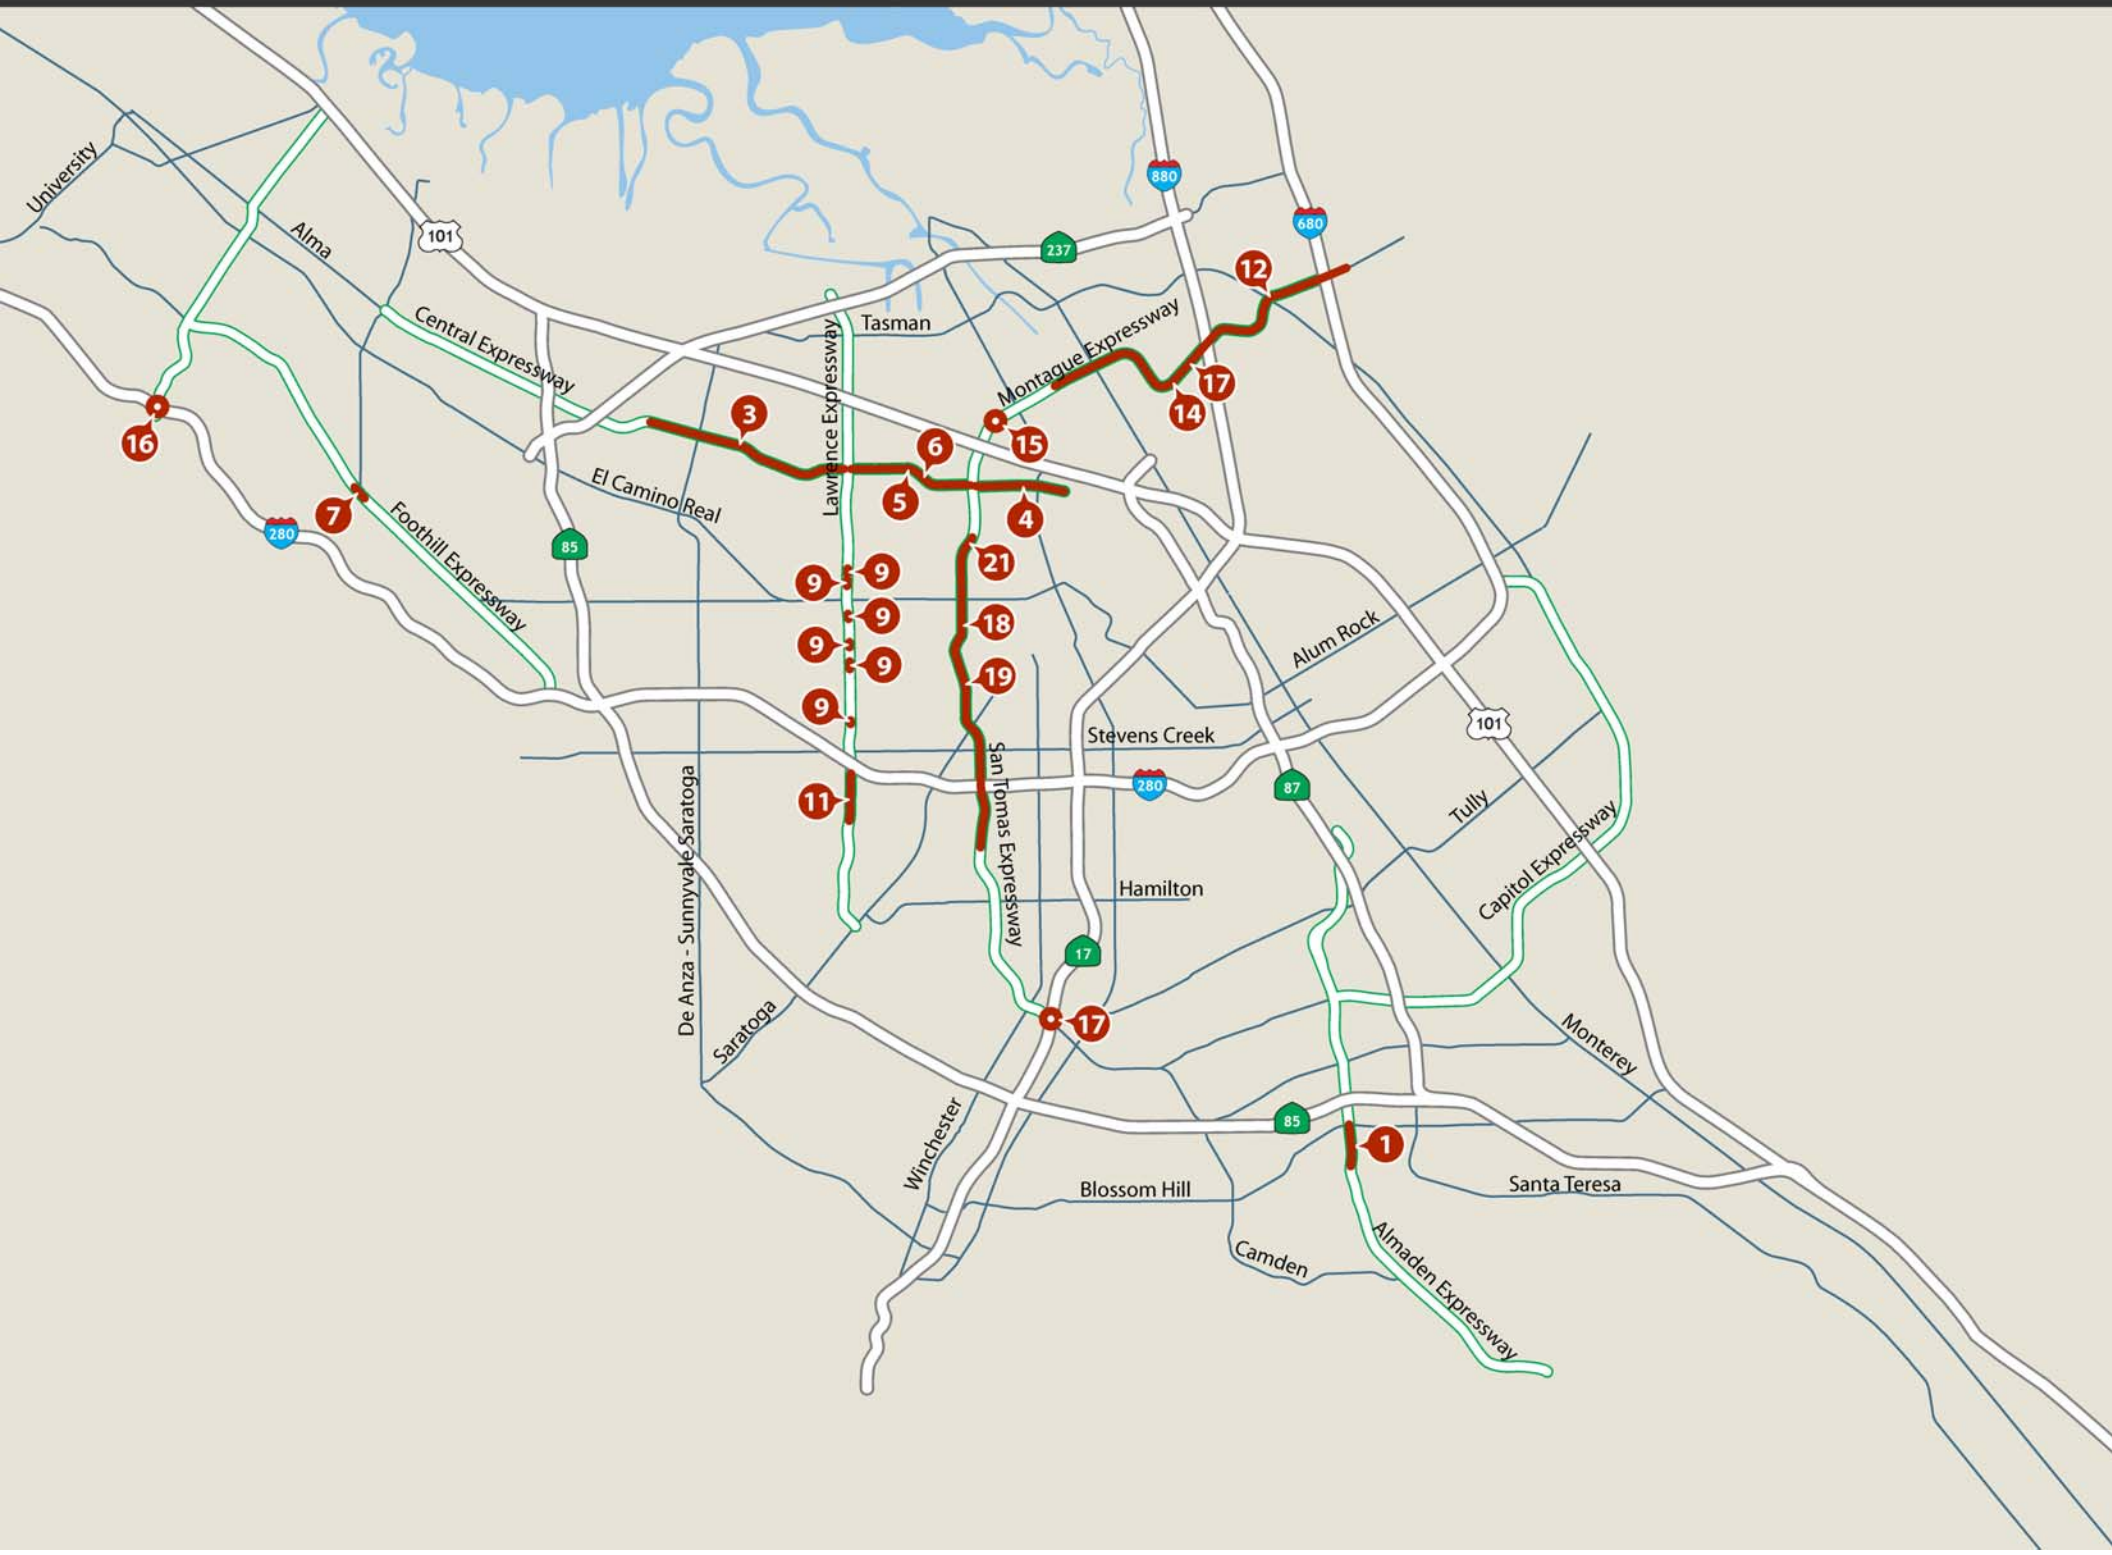 University
880
Alma
101
680
237
12
Central Expressway
Tasman
Montague Expressway
Lawrence Expressway
17
3
14
16
15
6
El Camino Real
5
7
4
Foothill Expressway
280
85
21
9
9
9
18
Alum Rock
9
9
19
9
101
Stevens Creek
San Tomas Expressway
280
87
11
Tully
Capitol Expressway
De Anza - Sunnyvale Saratoga
Hamilton
17
Saratoga
17
Monterey
85
Winchester
1
Blossom Hill
Santa Teresa
Camden
Almaden Expressway